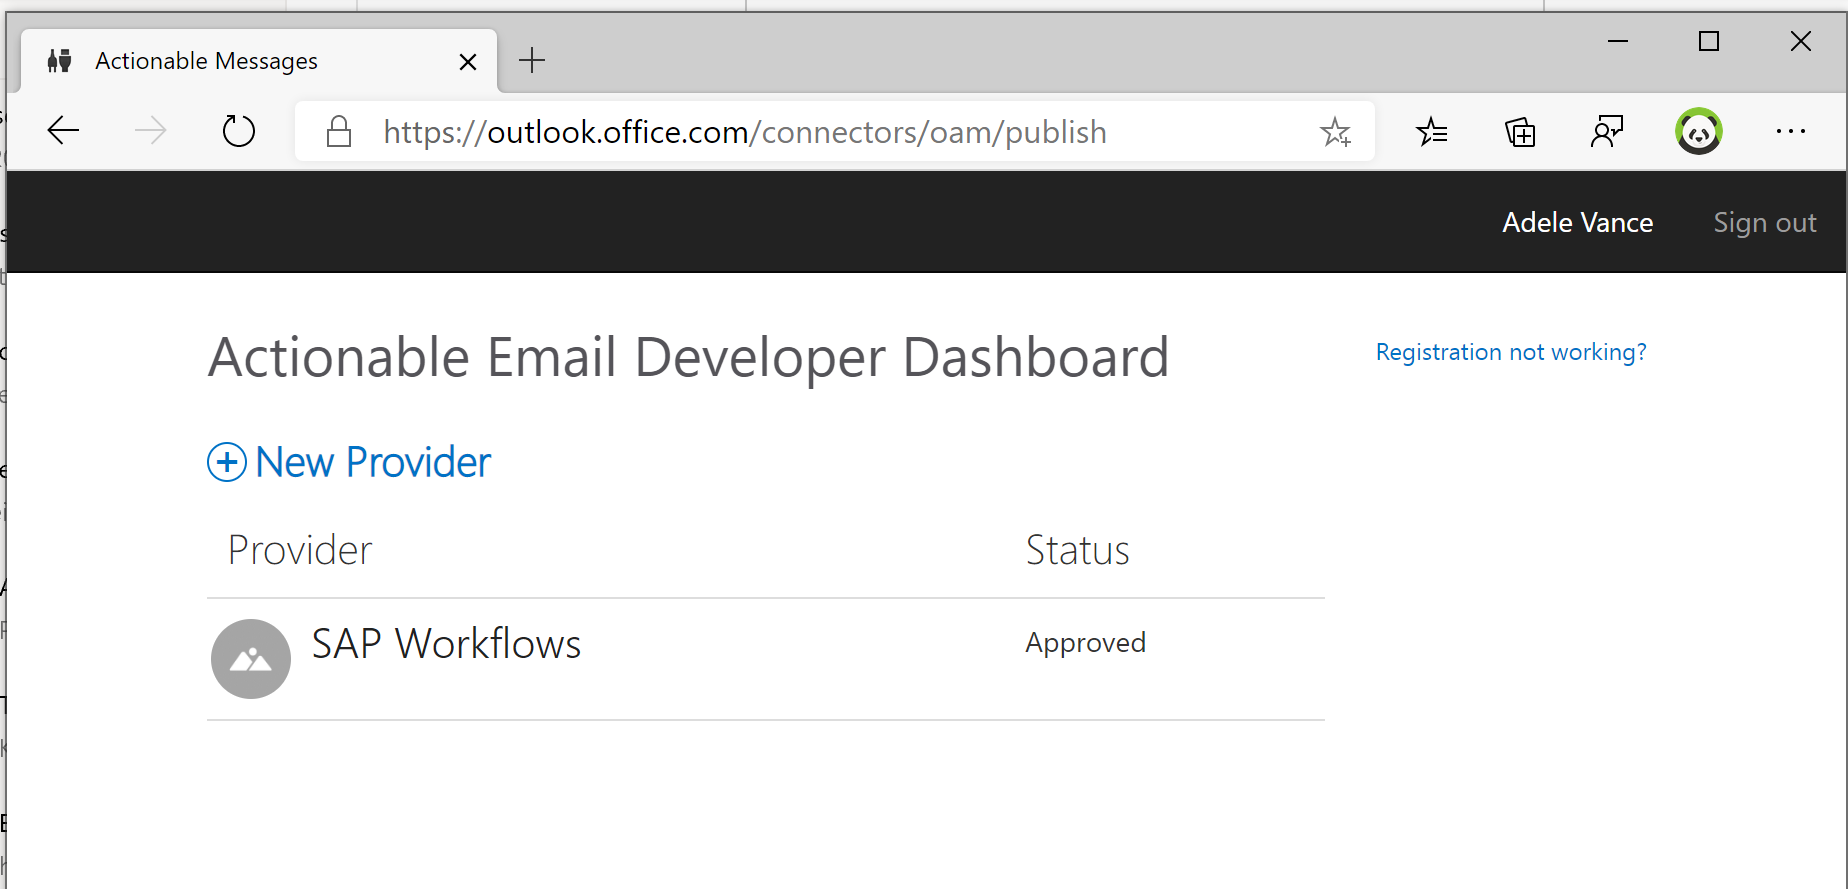 Actionable Messages
https://outlook.office.com/connectors/oam/publish
Adele Vance Sign out
Actionable Email Developer Dashboard
Registration not working?
New Provider
Provider Status
SAP Workflows Approved